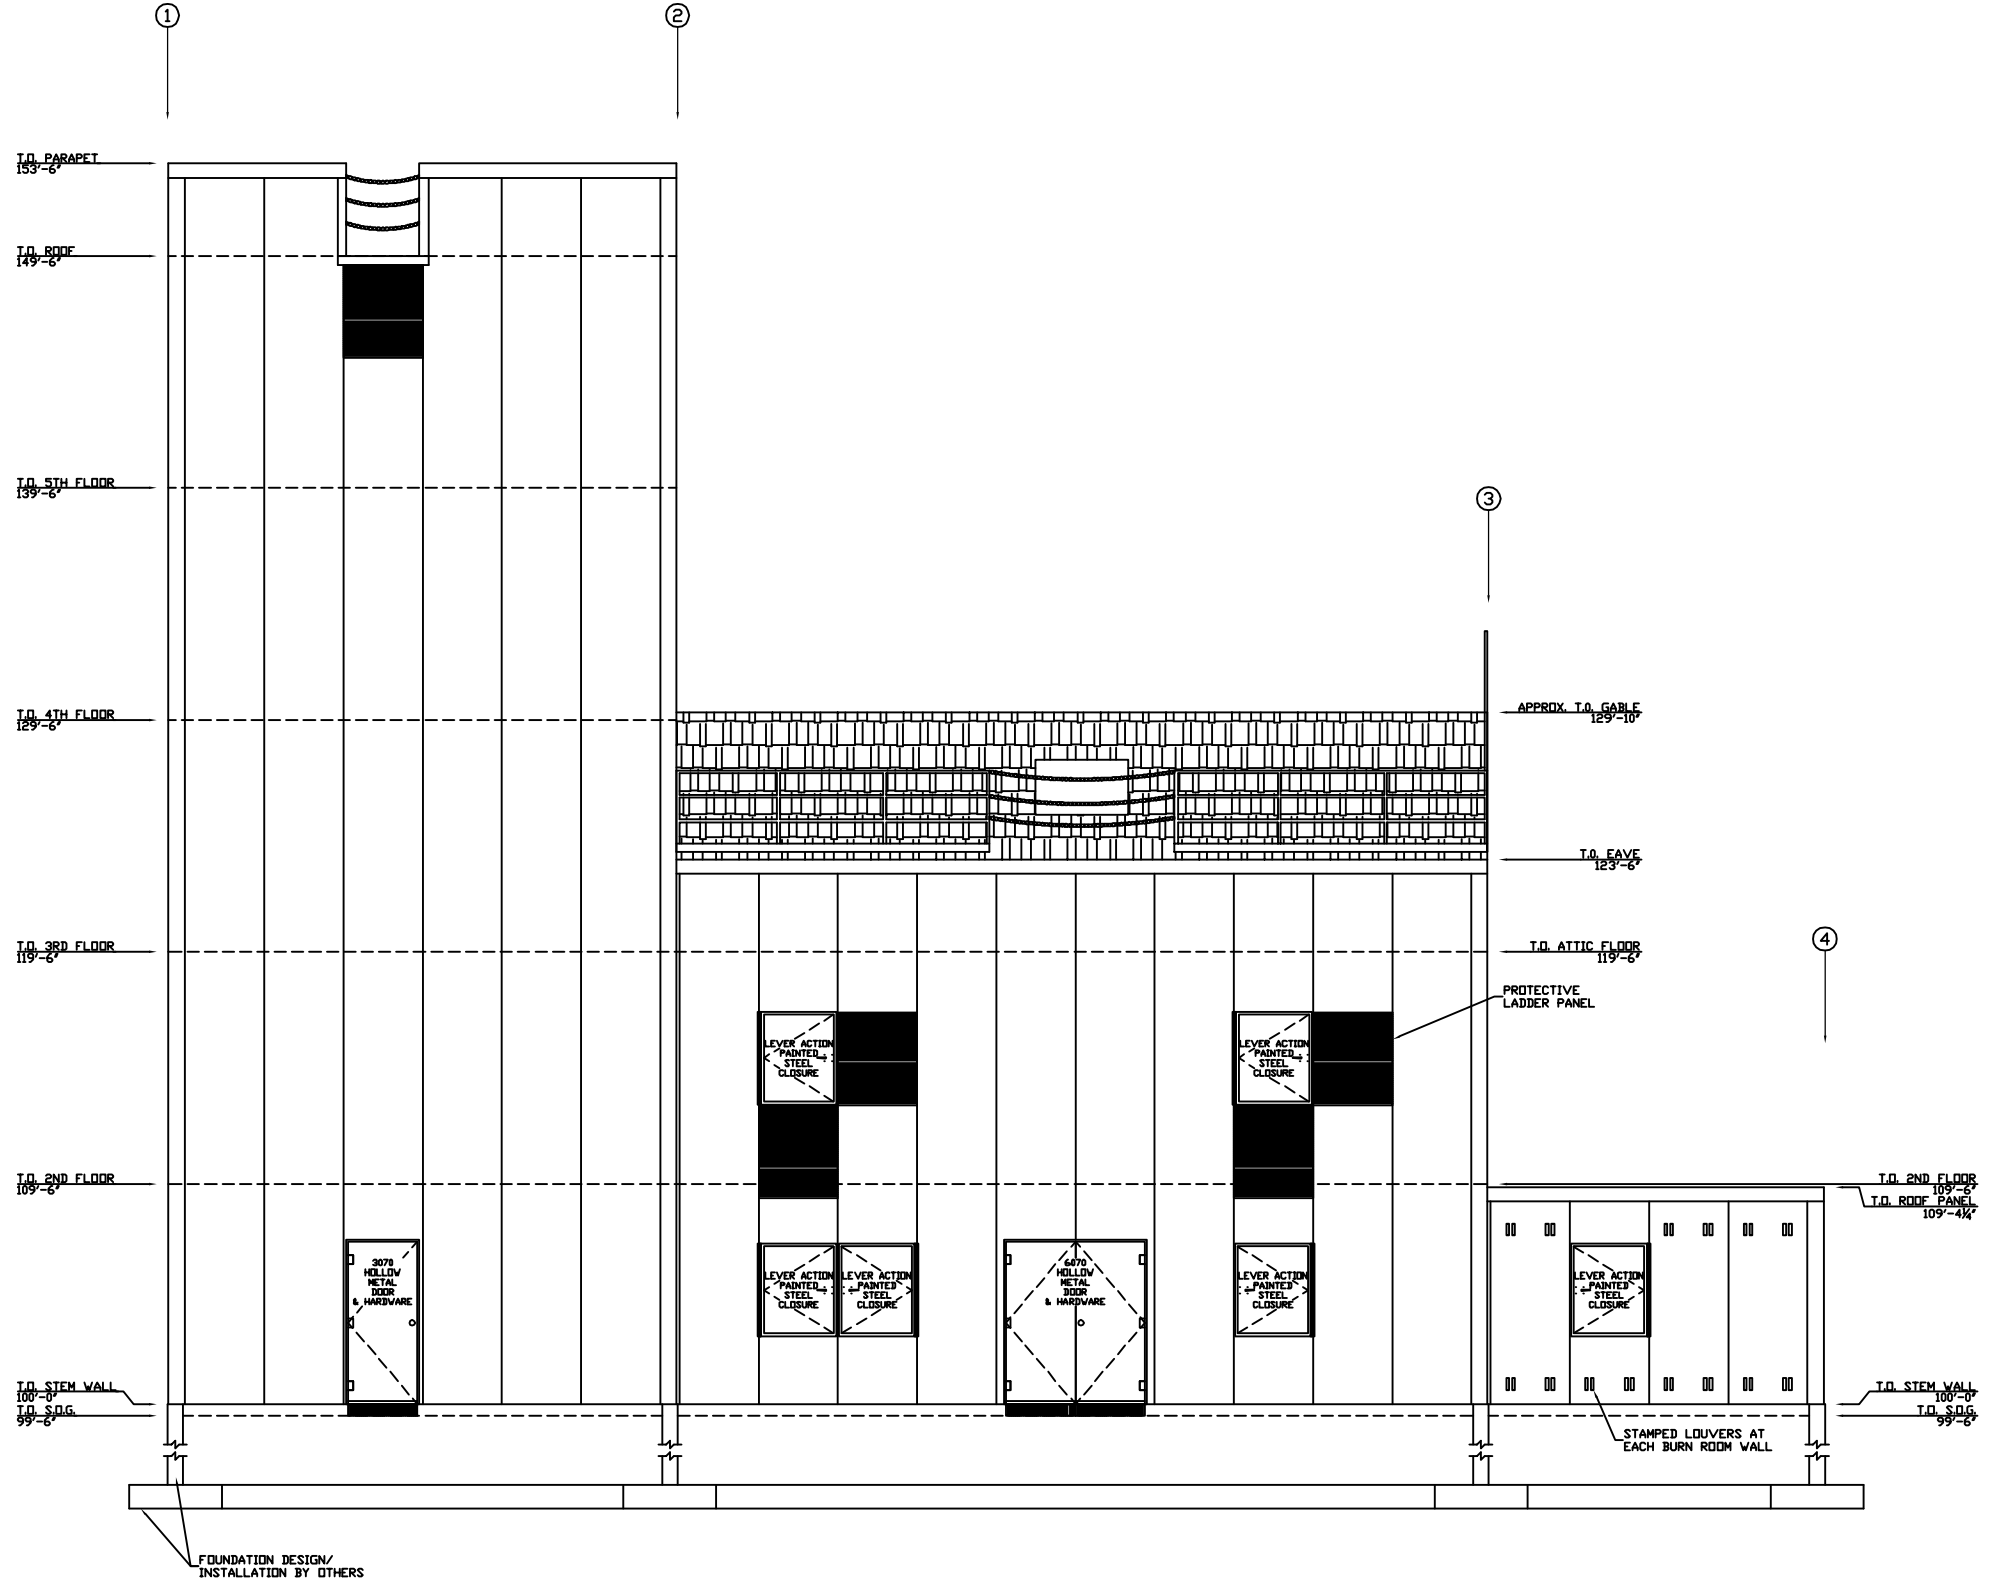 1
2
T.O. PARAPET
153'-6"
T.O. ROOF
149'-6"
T.O. 5TH FLOOR
139'-6"
3
T.O. 4TH FLOOR
129'-6"
APPROX. T.O. GABLE
129'-10"
T.O. EAVE
123'-6"
4
T.O. 3RD FLOOR
119'-6"
T.O. ATTIC FLOOR
119'-6"
PROTECTIVE
LADDER PANEL
LEVER ACTION
PAINTED
STEEL
CLOSURE
LEVER ACTION
PAINTED
STEEL
CLOSURE
T.O. 2ND FLOOR
109'-6"
T.O. 2ND FLOOR
109'-6"
T.O. ROOF PANEL
109'-4¼"
3070
HOLLOW
METAL
DOOR
& HARDWARE
LEVER ACTION
PAINTED
STEEL
CLOSURE
LEVER ACTION
PAINTED
STEEL
CLOSURE
6070
HOLLOW
METAL
DOOR
& HARDWARE
LEVER ACTION
PAINTED
STEEL
CLOSURE
LEVER ACTION
PAINTED
STEEL
CLOSURE
T.O. STEM WALL
100'-0"
T.O. S.O.G.
99'-6"
T.O. STEM WALL
100'-0"
T.O. S.O.G.
99'-6"
STAMPED LOUVERS AT
EACH BURN ROOM WALL
FOUNDATION DESIGN/
INSTALLATION BY OTHERS